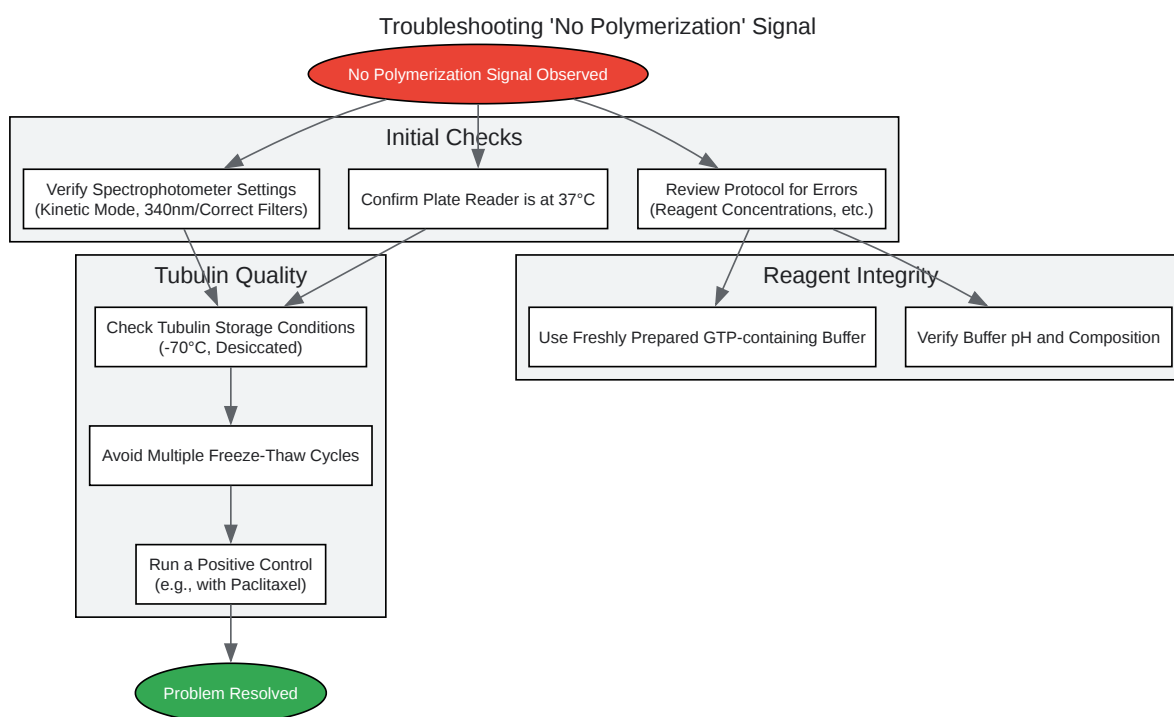 Troubleshooting 'No Polymerization' Signal
No Polymerization Signal Observed
Initial Checks
Verify Spectrophotometer Settings
(Kinetic Mode, 340nm/Correct Filters)
Confirm Plate Reader is at 37°C
Review Protocol for Errors
(Reagent Concentrations, etc.)
Tubulin Quality
Check Tubulin Storage Conditions
(-70°C, Desiccated)
Avoid Multiple Freeze-Thaw Cycles
Run a Positive Control
(e.g., with Paclitaxel)
Reagent Integrity
Use Freshly Prepared GTP-containing Buffer
Verify Buffer pH and Composition
Problem Resolved